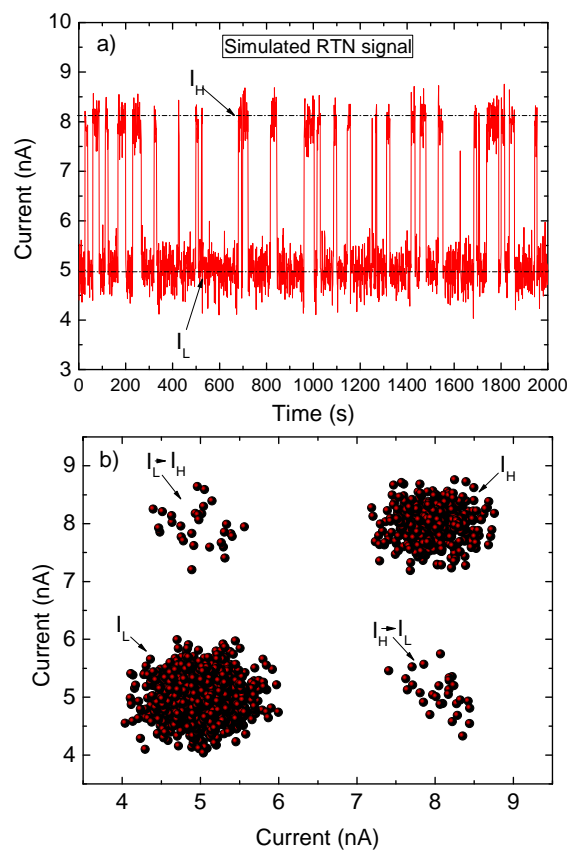 a)
Simulated RTN signal
I_H
I_L
10
9
8
7
6
5
4
3
Current (nA)
0 200 400 600 800 1000 1200 1400 1600 1800 2000
Time (s)
b)
I_L → I_H
I_H
I_L
I_H → I_L
9
8
7
6
5
4
Current (nA)
4 5 6 7 8 9
Current (nA)